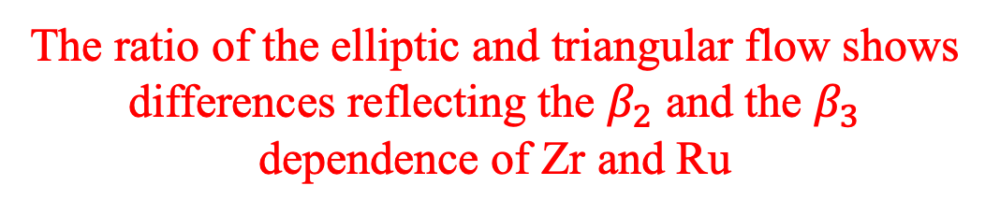 The ratio of the elliptic and triangular flow shows
differences reflecting the β₂ and the β₃
dependence of Zr and Ru